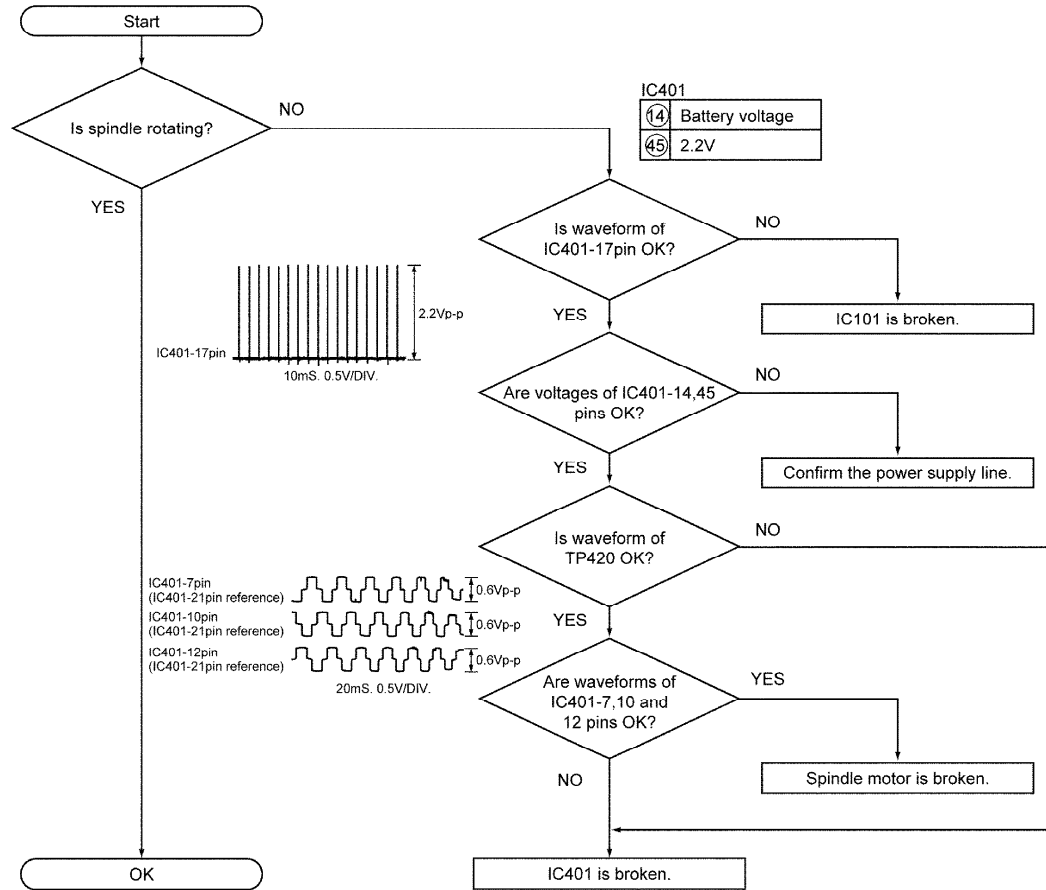 Start
Is spindle rotating?
NO
YES
IC401
14 Battery voltage
45 2.2V
Is waveform of
IC401-17pin OK?
NO
YES
IC101 is broken.
2.2Vp-p
IC401-17pin
10mS. 0.5V/DIV.
Are voltages of IC401-14,45
pins OK?
NO
YES
Confirm the power supply line.
Is waveform of
TP420 OK?
NO
YES
IC401-7pin
(IC401-21pin reference)
0.6Vp-p
IC401-10pin
(IC401-21pin reference)
0.6Vp-p
IC401-12pin
(IC401-21pin reference)
0.6Vp-p
20mS. 0.5V/DIV.
Are waveforms of
IC401-7,10 and
12 pins OK?
YES
NO
Spindle motor is broken.
OK
IC401 is broken.